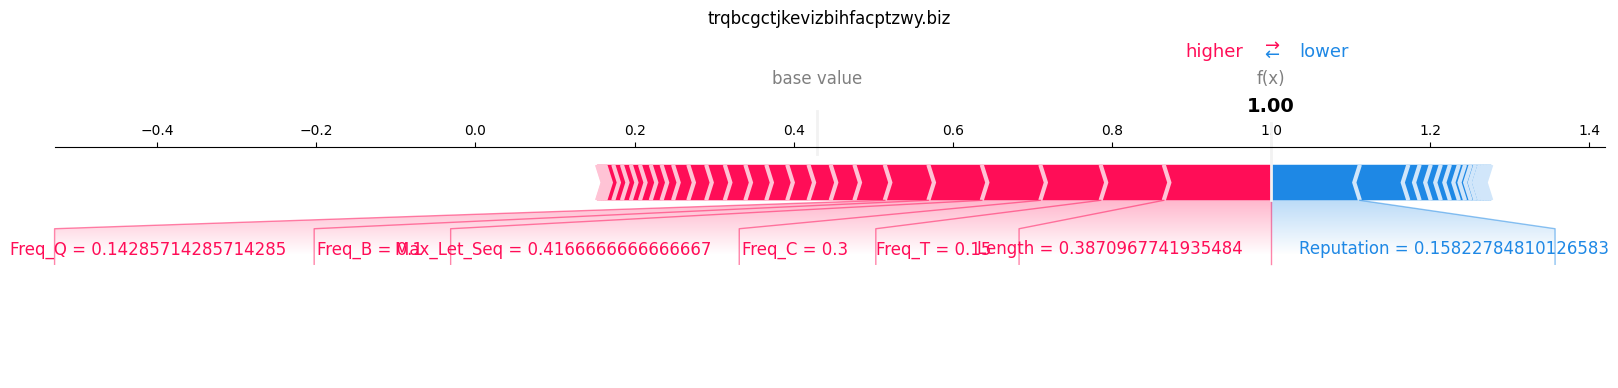 trqbcgctjkevizbihfacptzwy.biz
higher ⇄ lower
base value f(x)
1.00
−0.4 −0.2 0.0 0.2 0.4 0.6 0.8 1.0 1.2 1.4
Freq_Q = 0.14285714285714285 Freq_B = 0.1 Max_Let_Seq = 0.4166666666666667 Freq_C = 0.3 Freq_T = 0.15 Length = 0.3870967741935484 Reputation = 0.15822784810126583